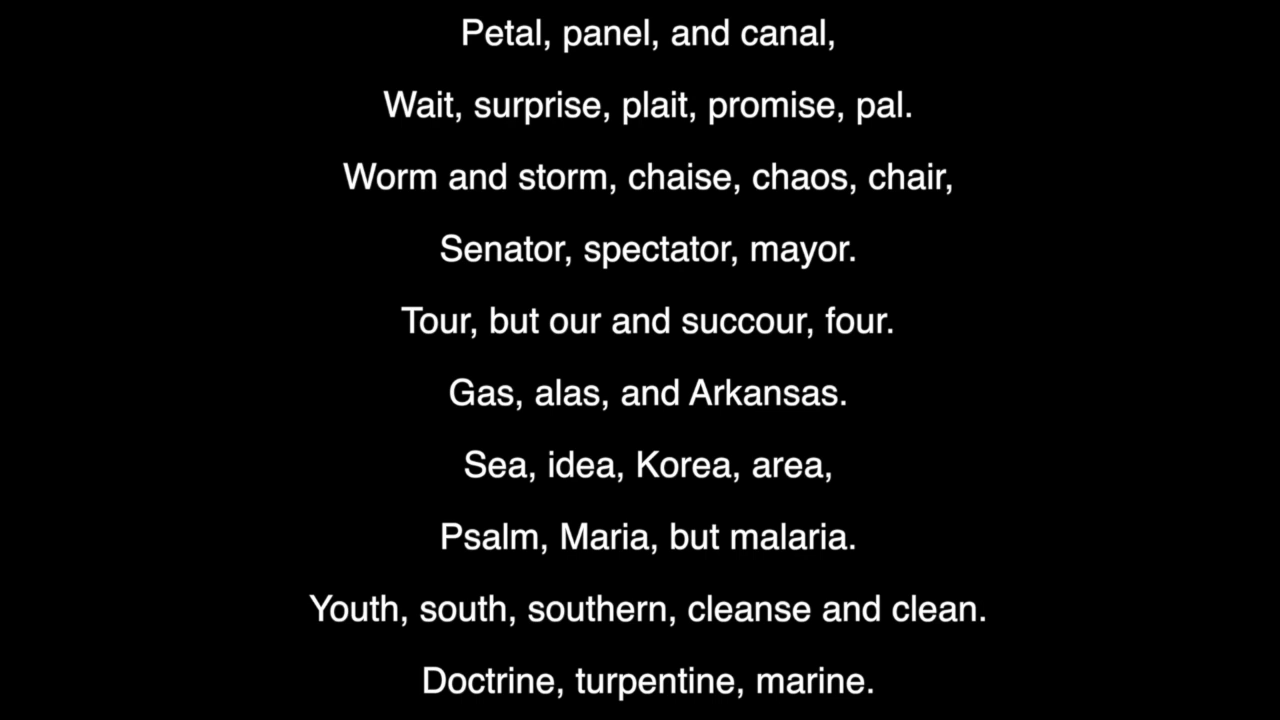 Petal, panel, and canal,
Wait, surprise, plait, promise, pal.
Worm and storm, chaise, chaos, chair,
Senator, spectator, mayor.
Tour, but our and succour, four.
Gas, alas, and Arkansas.
Sea, idea, Korea, area,
Psalm, Maria, but malaria.
Youth, south, southern, cleanse and clean.
Doctrine, turpentine, marine.